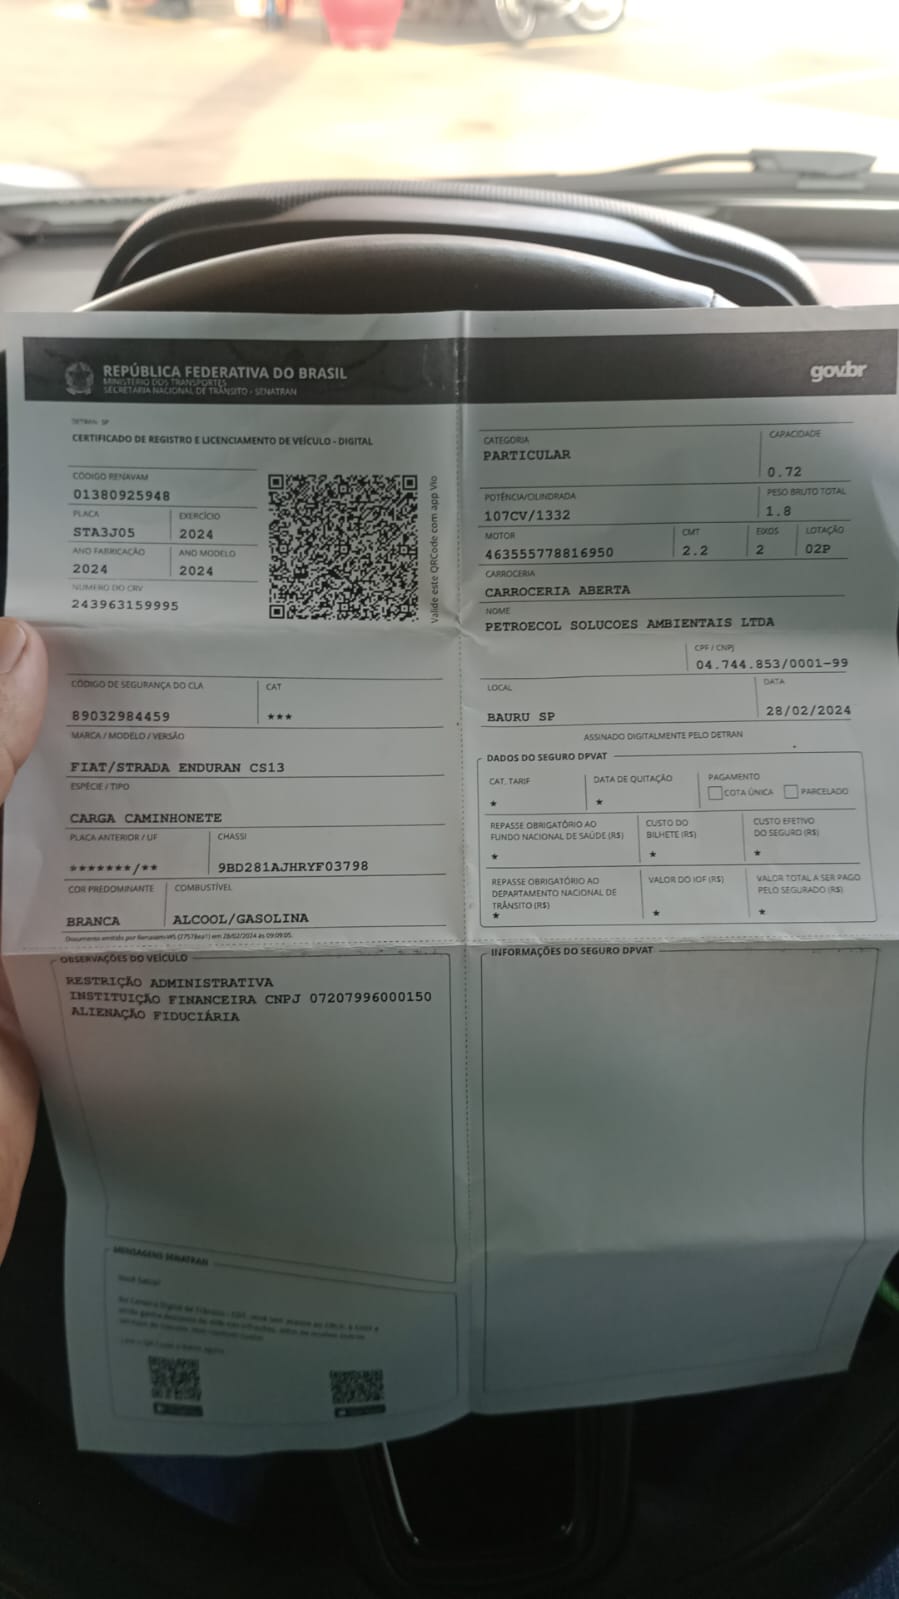 REPÚBLICA FEDERATIVA DO BRASIL
MINISTÉRIO DOS TRANSPORTES
SECRETARIA NACIONAL DE TRÂNSITO - SENATRAN
gov.br
DETRAN SP
CERTIFICADO DE REGISTRO E LICENCIAMENTO DE VEÍCULO - DIGITAL
CÓDIGO RENAVAM
01380925948
PLACA EXERCÍCIO
STA3J05 2024
ANO FABRICAÇÃO ANO MODELO
2024 2024
NÚMERO DO CRV
243963159995
Valide este QRCode com app Vio
CÓDIGO DE SEGURANÇA DO CLA CAT
89032984459 ***
MARCA / MODELO / VERSÃO
FIAT/STRADA ENDURAN CS13
ESPÉCIE / TIPO
CARGA CAMINHONETE
PLACA ANTERIOR / UF CHASSI
*******/** 9BD281AJHRYF03798
COR PREDOMINANTE COMBUSTÍVEL
BRANCA ALCOOL/GASOLINA
em 28/02/2024 às 09:09:05.
CATEGORIA CAPACIDADE
PARTICULAR 0.72
POTÊNCIA/CILINDRADA PESO BRUTO TOTAL
107CV/1332 1.8
MOTOR CMT EIXOS LOTAÇÃO
463555778816950 2.2 2 02P
CARROCERIA
CARROCERIA ABERTA
NOME
PETROECOL SOLUCOES AMBIENTAIS LTDA
CPF / CNPJ
04.744.853/0001-99
LOCAL DATA
BAURU SP 28/02/2024
ASSINADO DIGITALMENTE PELO DETRAN
DADOS DO SEGURO DPVAT
CAT. TARIF DATA DE QUITAÇÃO PAGAMENTO
* * COTA ÚNICA PARCELADO
REPASSE OBRIGATÓRIO AO CUSTO DO CUSTO EFETIVO
FUNDO NACIONAL DE SAÚDE (R$) BILHETE (R$) DO SEGURO (R$)
* * *
REPASSE OBRIGATÓRIO AO VALOR DO IOF (R$) VALOR TOTAL A SER PAGO
DEPARTAMENTO NACIONAL DE PELO SEGURADO (R$)
TRÂNSITO (R$)
* * *
OBSERVAÇÕES DO VEÍCULO
RESTRIÇÃO ADMINISTRATIVA
INSTITUIÇÃO FINANCEIRA CNPJ 07207996000150
ALIENAÇÃO FIDUCIÁRIA
INFORMAÇÕES DO SEGURO DPVAT
MENSAGENS SENATRAN